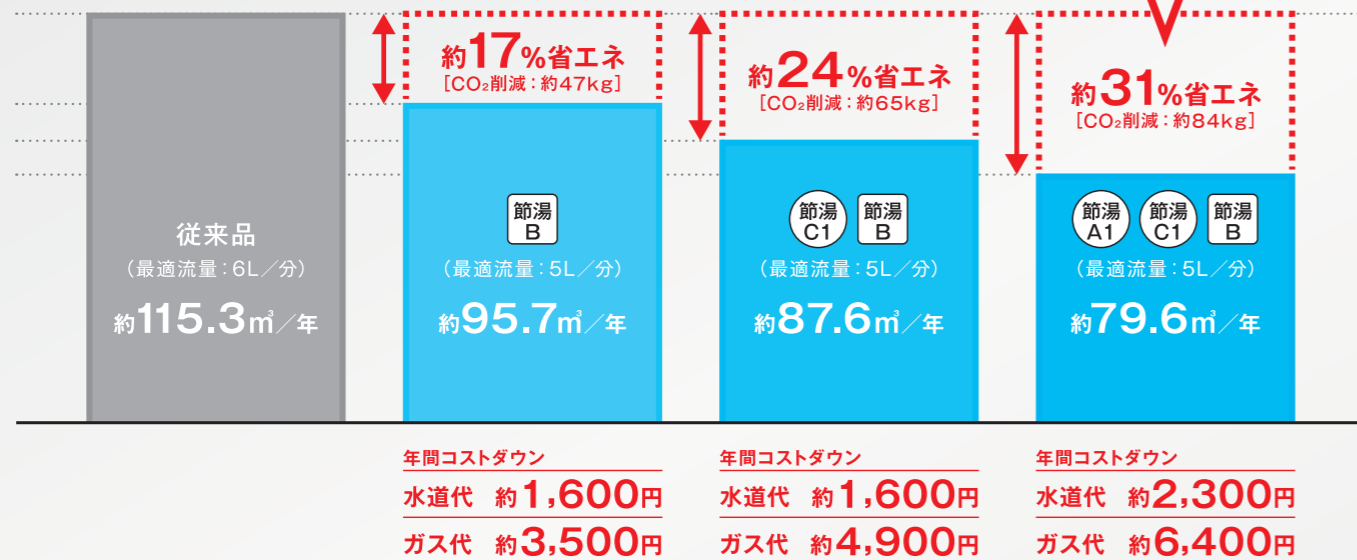 従来品
(最適流量:6L/分)
約115.3㎥/年
約17%省エネ
[CO₂削減:約47kg]
節湯
B
(最適流量:5L/分)
約95.7㎥/年
年間コストダウン
水道代 約1,600円
ガス代 約3,500円
約24%省エネ
[CO₂削減:約65kg]
節湯
C1
節湯
B
(最適流量:5L/分)
約87.6㎥/年
年間コストダウン
水道代 約1,600円
ガス代 約4,900円
約31%省エネ
[CO₂削減:約84kg]
節湯
A1
節湯
C1
節湯
B
(最適流量:5L/分)
約79.6㎥/年
年間コストダウン
水道代 約2,300円
ガス代 約6,400円